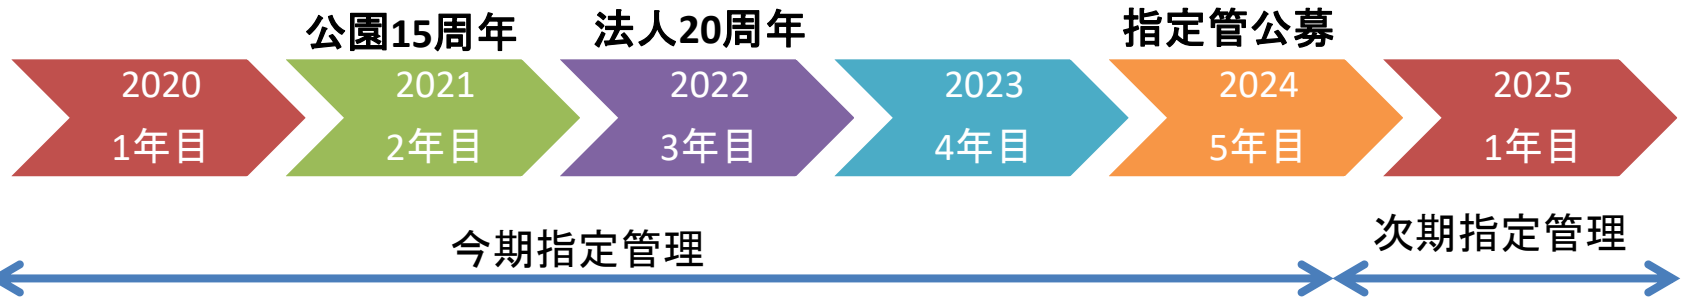 公園15周年
法人20周年
指定管公募
2020
1年目
2021
2年目
2022
3年目
2023
4年目
2024
5年目
2025
1年目
今期指定管理
次期指定管理